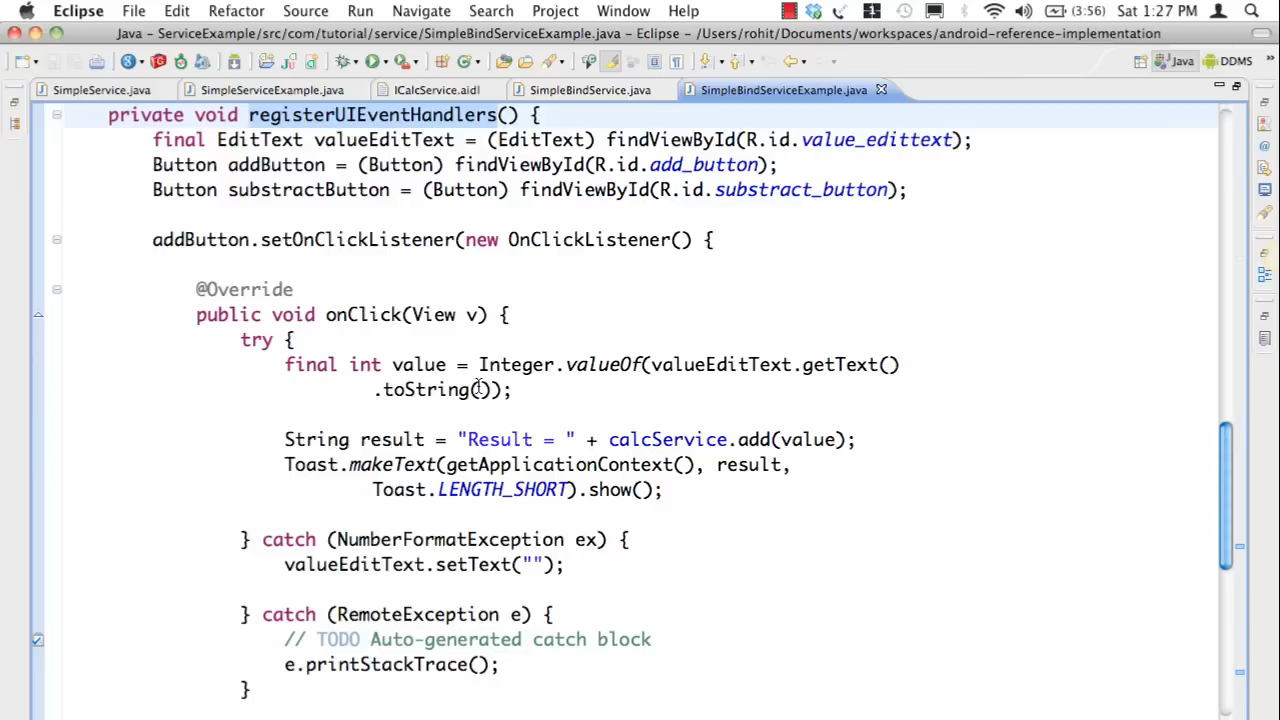 Eclipse File Edit Refactor Source Run Navigate Search Project Window Help (3:56) Sat 1:27 PM
Java - ServiceExample/src/com/tutorial/service/SimpleBindServiceExample.java - Eclipse - /Users/rohit/Documents/workspaces/android-reference-implementation
Java DDMS
SimpleService.java SimpleServiceExample.java ICalcService.aidl SimpleBindService.java SimpleBindServiceExample.java
private void registerUIEventHandlers() {
final EditText valueEditText = (EditText) findViewById(R.id.value_edittext);
Button addButton = (Button) findViewById(R.id.add_button);
Button substractButton = (Button) findViewById(R.id.substract_button);
addButton.setOnClickListener(new OnClickListener() {
@Override
public void onClick(View v) {
try {
final int value = Integer.valueOf(valueEditText.getText()
.toString());
String result = "Result = " + calcService.add(value);
Toast.makeText(getApplicationContext(), result,
Toast.LENGTH_SHORT).show();
} catch (NumberFormatException ex) {
valueEditText.setText("");
} catch (RemoteException e) {
// TODO Auto-generated catch block
e.printStackTrace();
}